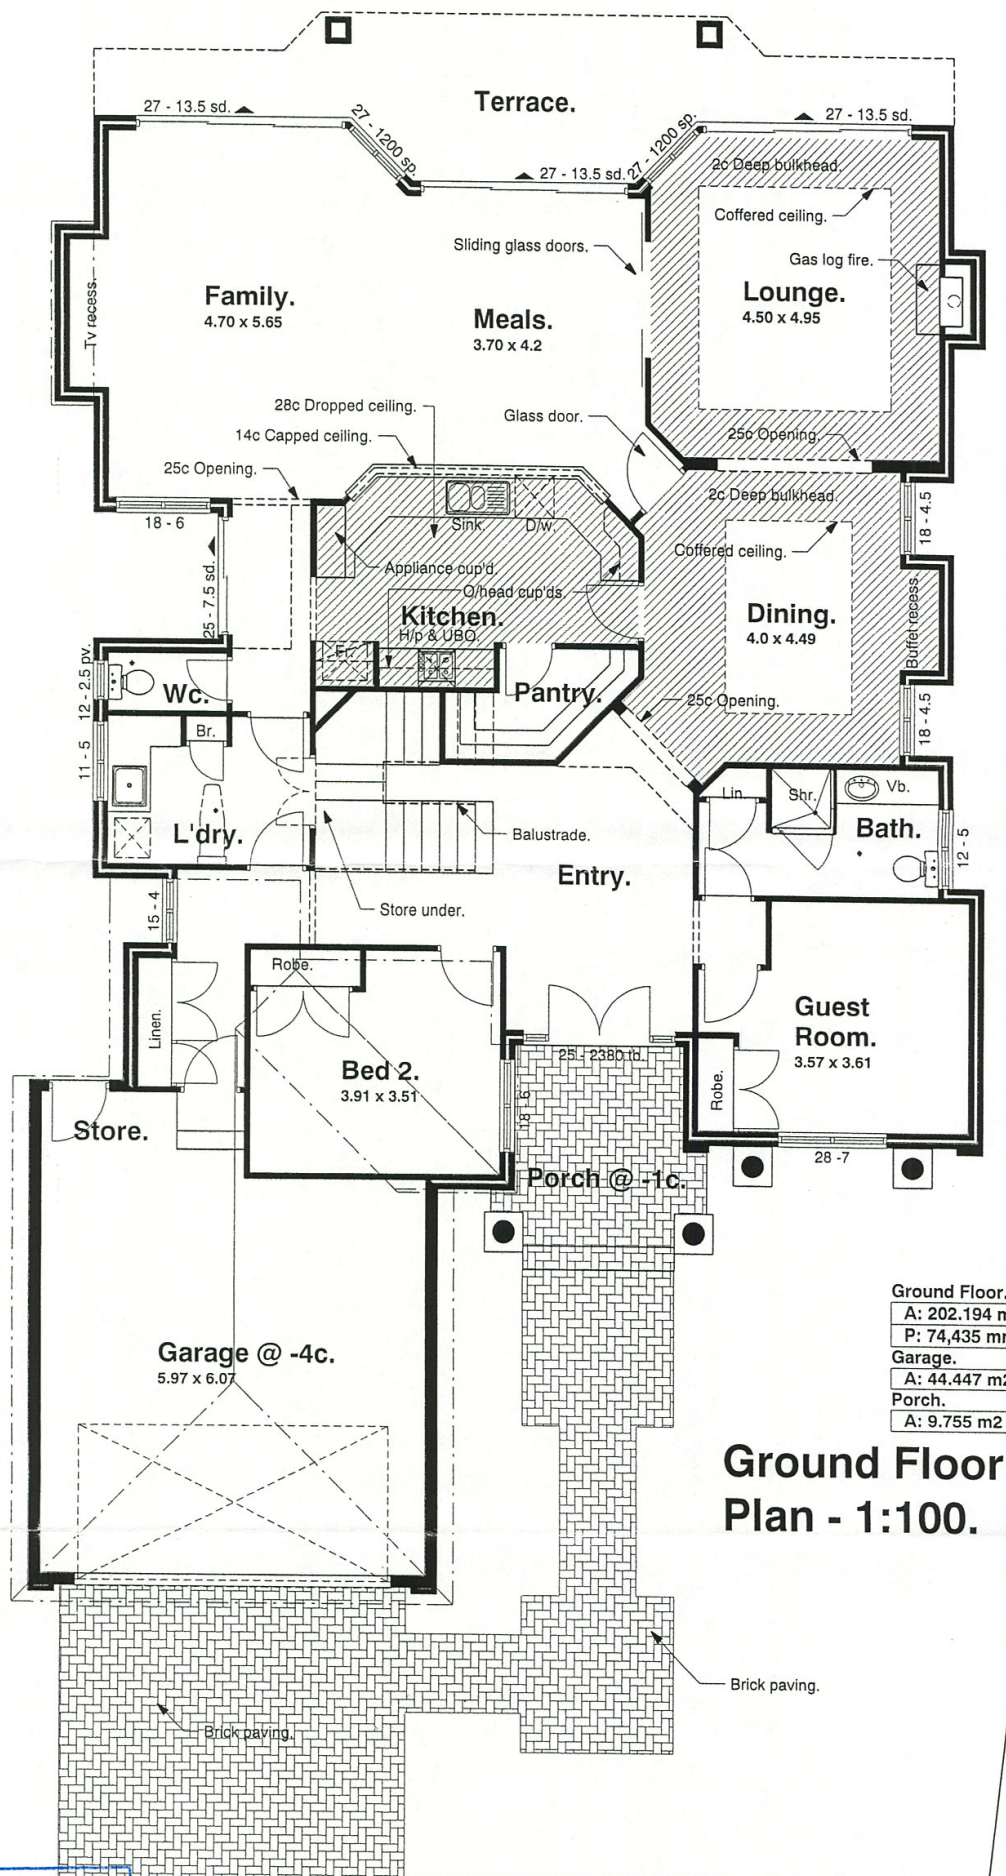 Terrace.
27 - 13.5 sd.
27 - 1200 sp.
27 - 13.5 sd.
27 - 1200 sp.
27 - 13.5 sd.
2c Deep bulkhead.
Coffered ceiling.
Sliding glass doors.
Gas log fire.
Tv recess.
Family.
4.70 x 5.65
Meals.
3.70 x 4.2
Lounge.
4.50 x 4.95
28c Dropped ceiling.
Glass door.
14c Capped ceiling.
25c Opening.
25c Opening.
18 - 6
Sink.
D/w.
2c Deep bulkhead.
18 - 4.5
25 - 7.5 sd.
Appliance cup'd.
O/head cup'ds.
Coffered ceiling.
Kitchen.
H/p & UBO.
Fr.
Dining.
4.0 x 4.49
Buffet recess.
12 - 2.5 pv.
Wc.
Pantry.
25c Opening.
18 - 4.5
11 - 5
Br.
L'dry.
Balustrade.
Lin.
Shr.
Vb.
Bath.
12 - 5
Entry.
15 - 4
Store under.
Robe.
Linen.
Guest
Room.
3.57 x 3.61
25 - 2380 tb.
Bed 2.
3.91 x 3.51
18 - 6
Robe.
Store.
28 -7
Porch @ -1c.
Ground Floor.
A: 202.194 m
P: 74,435 mm
Garage.
A: 44.447 m2
Porch.
A: 9.755 m2
Garage @ -4c.
5.97 x 6.07
Ground Floor
Plan - 1:100.
Brick paving.
Brick paving.